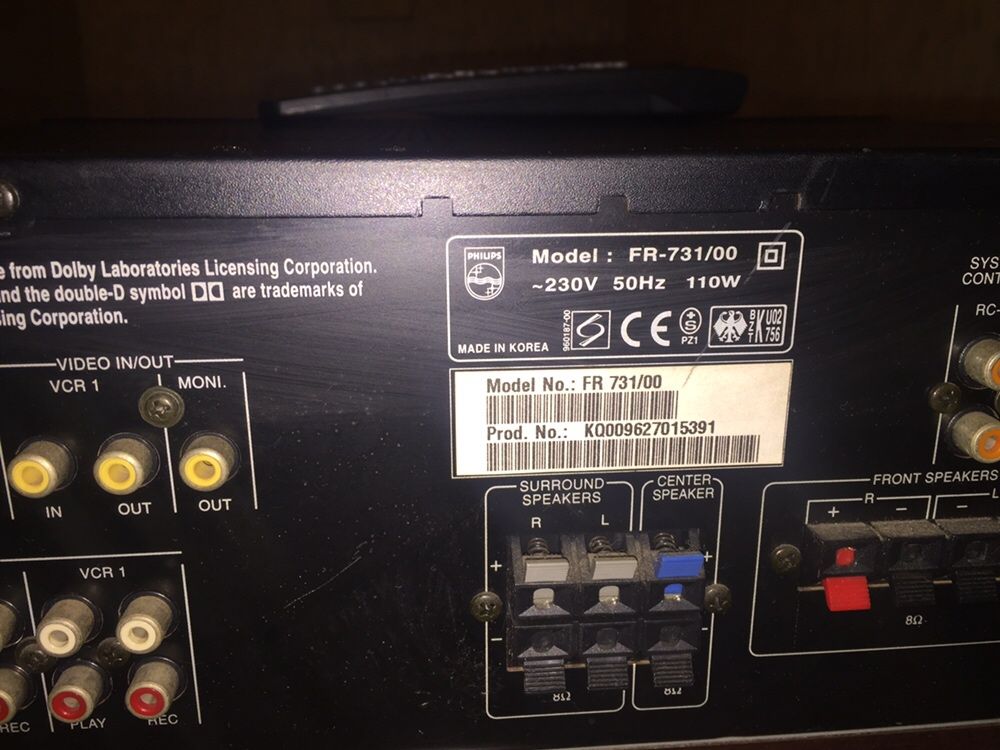 e from Dolby Laboratories Licensing Corporation.
nd the double-D symbol are trademarks of
sing Corporation.
PHILIPS
Model : FR-731/00
~230V 50Hz 110W
960187-00
S
CE
+
S
PZ1
BZT
K
U02
756
MADE IN KOREA
Model No.: FR 731/00
Prod. No.: KQ009627015391
SYS
CONT
RC-
VIDEO IN/OUT
VCR 1
MONI.
IN
OUT
OUT
SURROUND
SPEAKERS
R
L
+
-
CENTER
SPEAKER
+
-
8Ω
8Ω
FRONT SPEAKERS
R
L
+
-
-
8Ω
VCR 1
REC
PLAY
REC